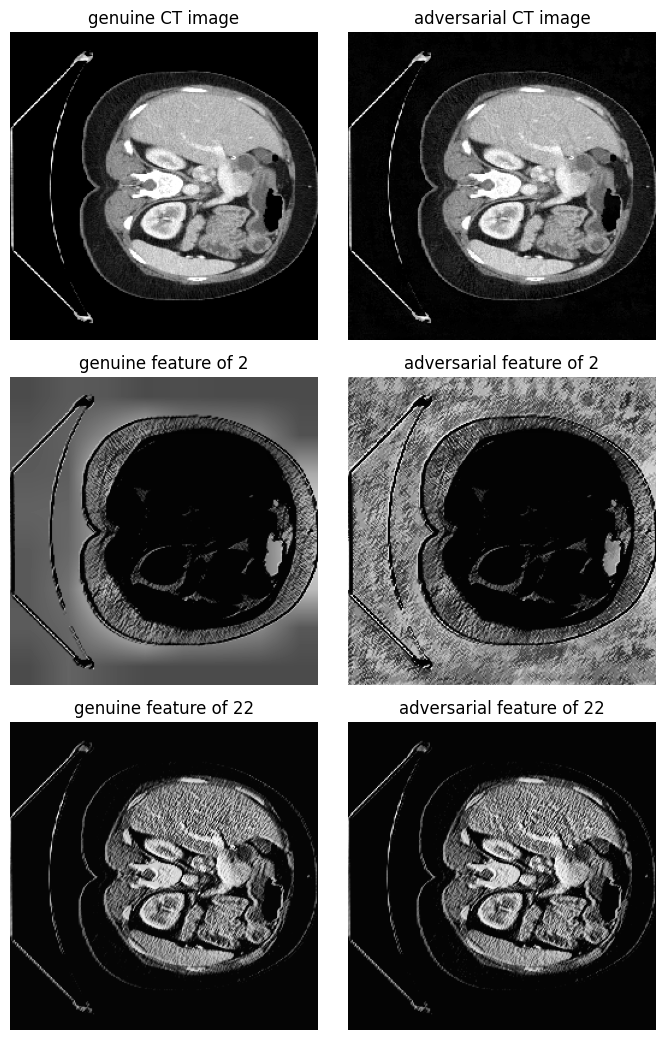 genuine CT image
adversarial CT image
genuine feature of 2
adversarial feature of 2
genuine feature of 22
adversarial feature of 22